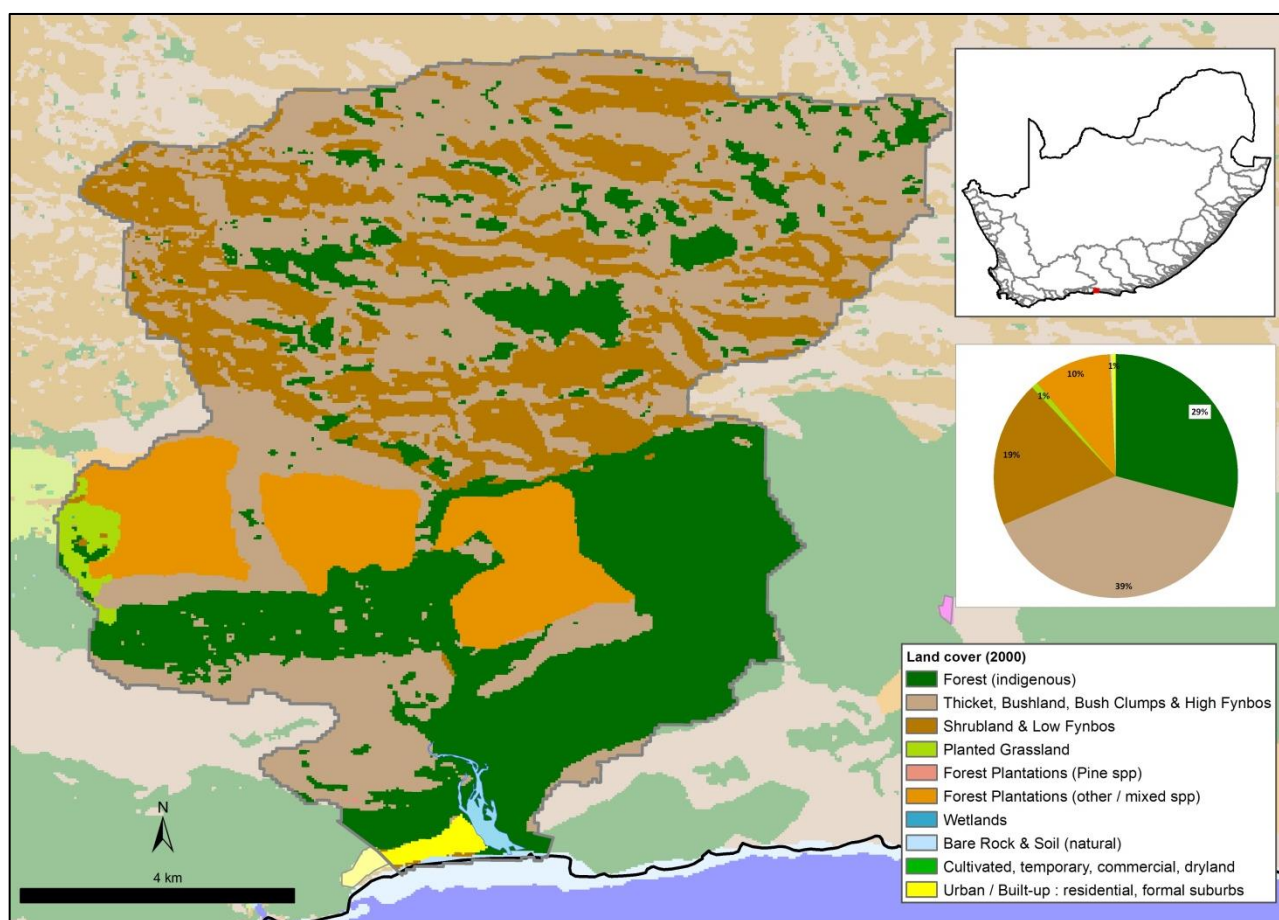 1%
10%
1%
29%
19%
39%
Land cover (2000)
Forest (indigenous)
Thicket, Bushland, Bush Clumps & High Fynbos
Shrubland & Low Fynbos
Planted Grassland
Forest Plantations (Pine spp)
Forest Plantations (other / mixed spp)
Wetlands
Bare Rock & Soil (natural)
Cultivated, temporary, commercial, dryland
Urban / Built-up : residential, formal suburbs
N
4 km